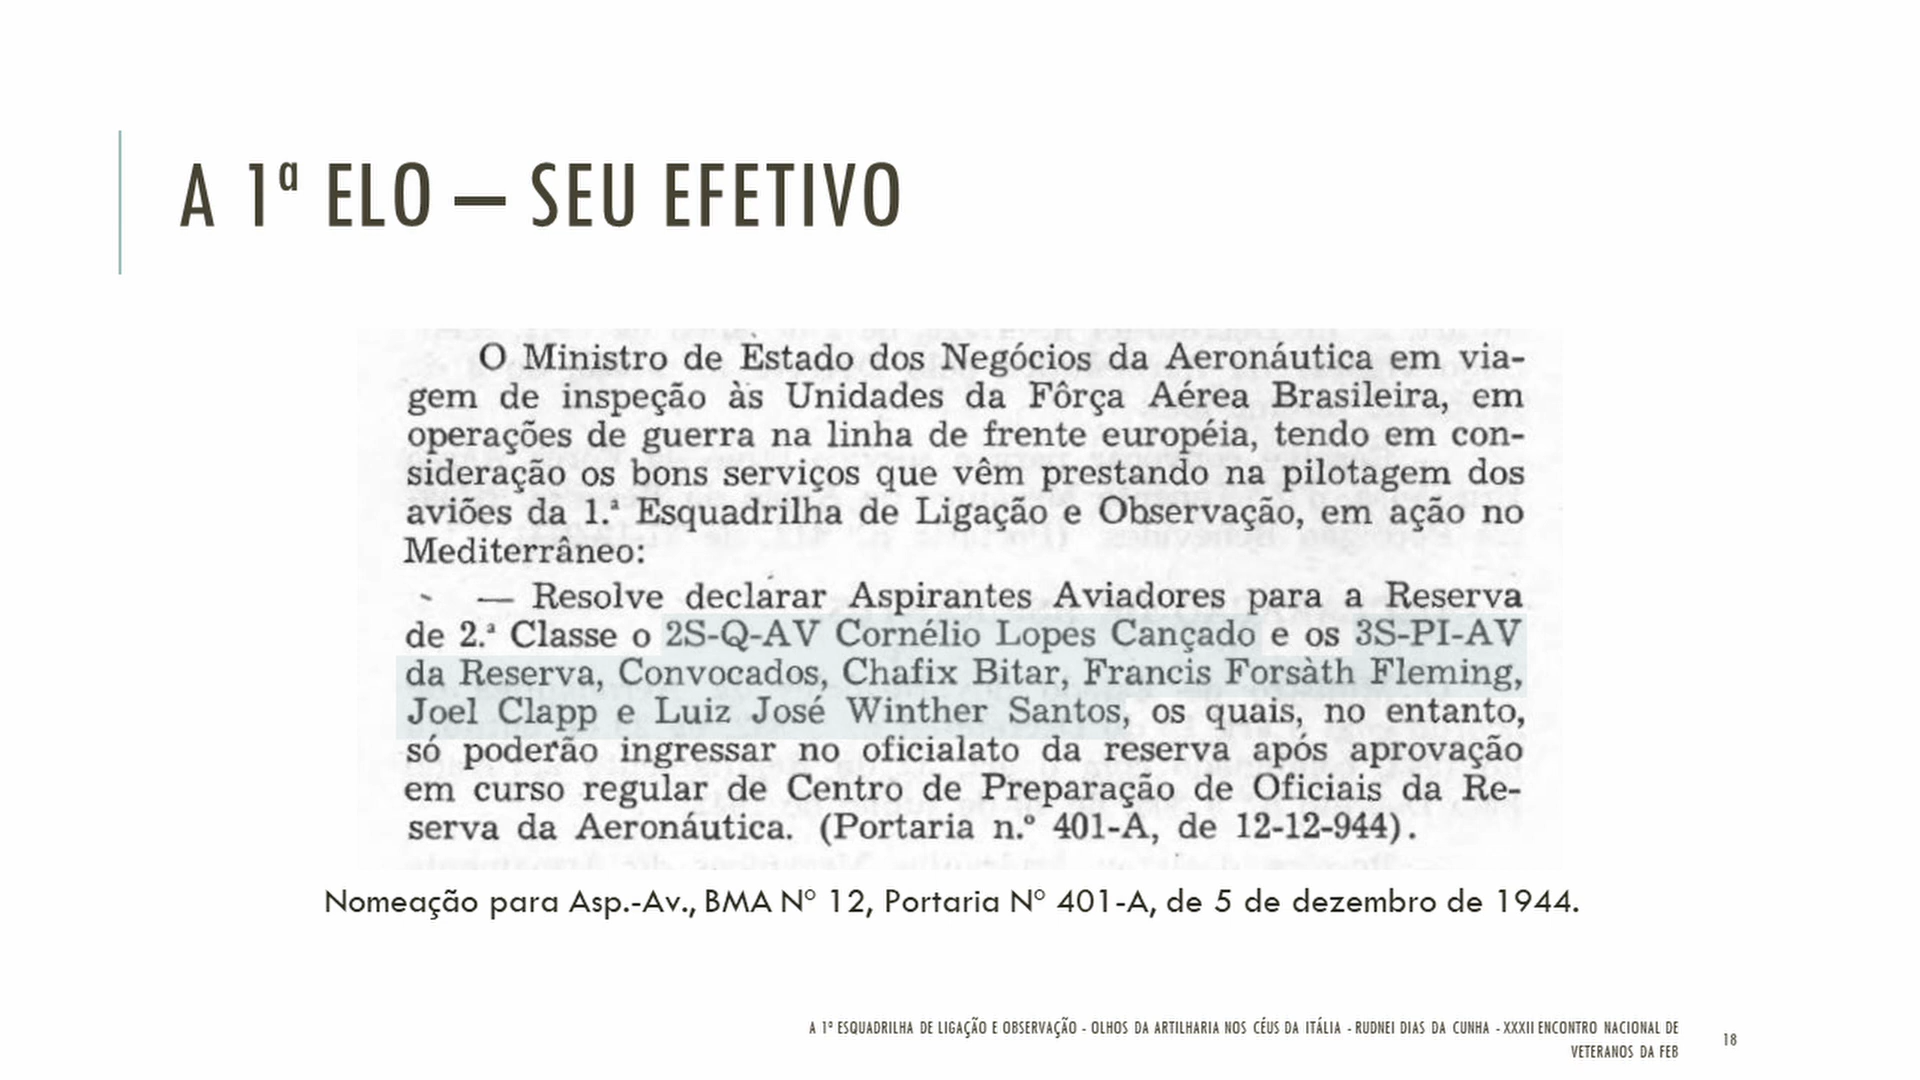 A 1ª ELO – SEU EFETIVO
O Ministro de Estado dos Negócios da Aeronáutica em via-
gem de inspeção às Unidades da Fôrça Aérea Brasileira, em
operações de guerra na linha de frente européia, tendo em con-
sideração os bons serviços que vêm prestando na pilotagem dos
aviões da 1.ª Esquadrilha de Ligação e Observação, em ação no
Mediterrâneo:
— Resolve declarar Aspirantes Aviadores para a Reserva
de 2.ª Classe o 2S-Q-AV Cornélio Lopes Cançado e os 3S-PI-AV
da Reserva, Convocados, Chafix Bitar, Francis Forsàth Fleming,
Joel Clapp e Luiz José Winther Santos, os quais, no entanto,
só poderão ingressar no oficialato da reserva após aprovação
em curso regular de Centro de Preparação de Oficiais da Re-
serva da Aeronáutica. (Portaria n.º 401-A, de 12-12-944).
Nomeação para Asp.-Av., BMA Nº 12, Portaria Nº 401-A, de 5 de dezembro de 1944.
A 1ª ESQUADRILHA DE LIGAÇÃO E OBSERVAÇÃO - OLHOS DA ARTILHARIA NOS CÉUS DA ITÁLIA - RUDNEI DIAS DA CUNHA - XXXII ENCONTRO NACIONAL DE
VETERANOS DA FEB
18